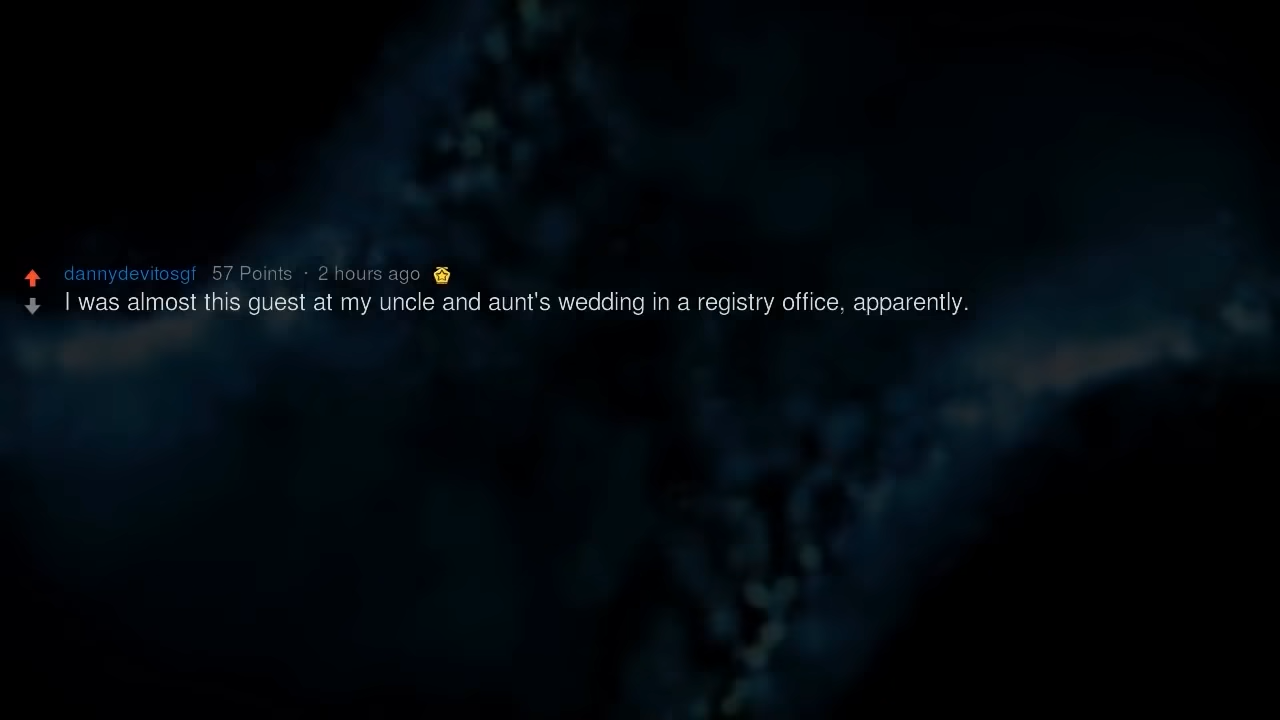 dannydevitosgf 57 Points · 2 hours ago
I was almost this guest at my uncle and aunt's wedding in a registry office, apparently.